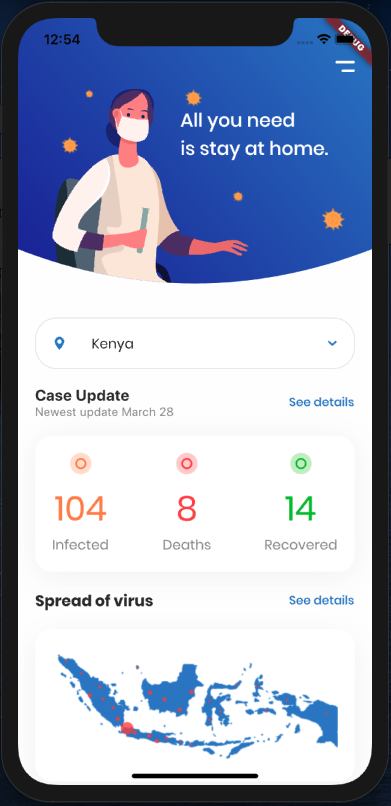 12:54
DEBUG
All you need
is stay at home.
Kenya
Case Update
Newest update March 28
See details
104
8
14
Infected
Deaths
Recovered
Spread of virus
See details